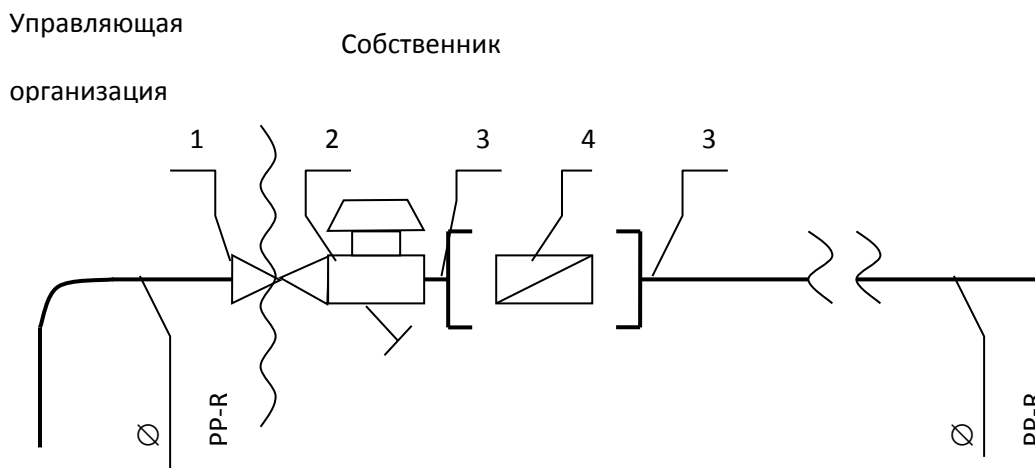 Управляющая
Собственник
организация
1
2
3
4
3
∅
PP-R
∅
PP-R